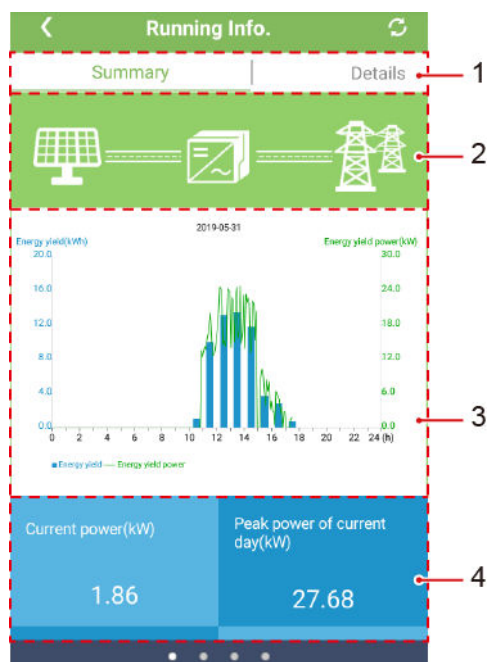 Running Info.
Summary
Details
1
2
2019-05-31
Energy yield(kWh)
Energy yield power(kW)
20.0
30.0
16.0
24.0
12.0
18.0
8.0
12.0
4.0
6.0
3
0.0
0.0
0 2 4 6 8 10 12 14 16 18 20 22 24 (h)
Energy yield Energy yield power
Current power(kW)
Peak power of current
day(kW)
4
1.86
27.68